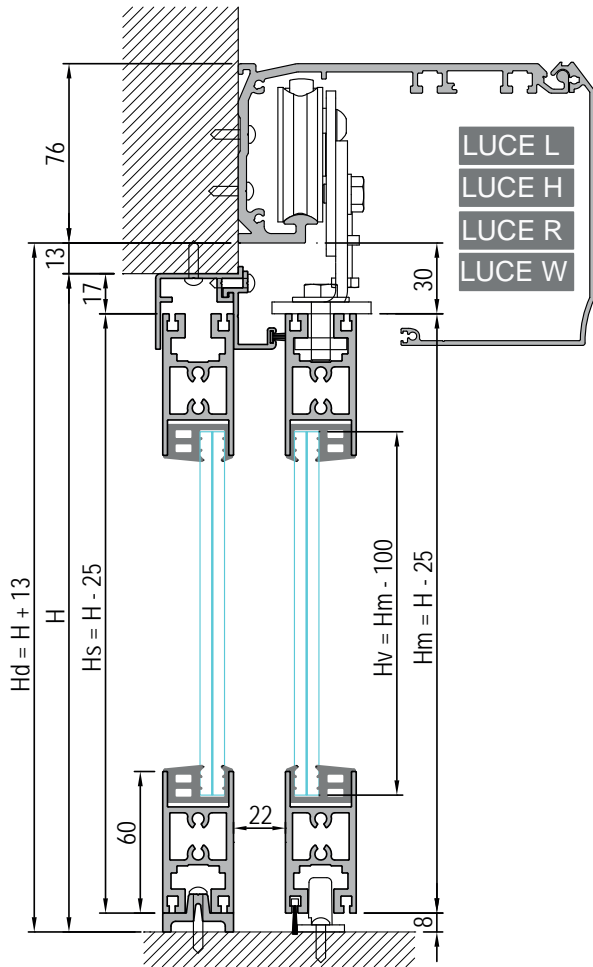 76
LUCE L
LUCE H
LUCE R
LUCE W
13
17
30
Hd = H + 13
H
Hs = H - 25
Hv = Hm - 100
Hm = H - 25
60
22
8